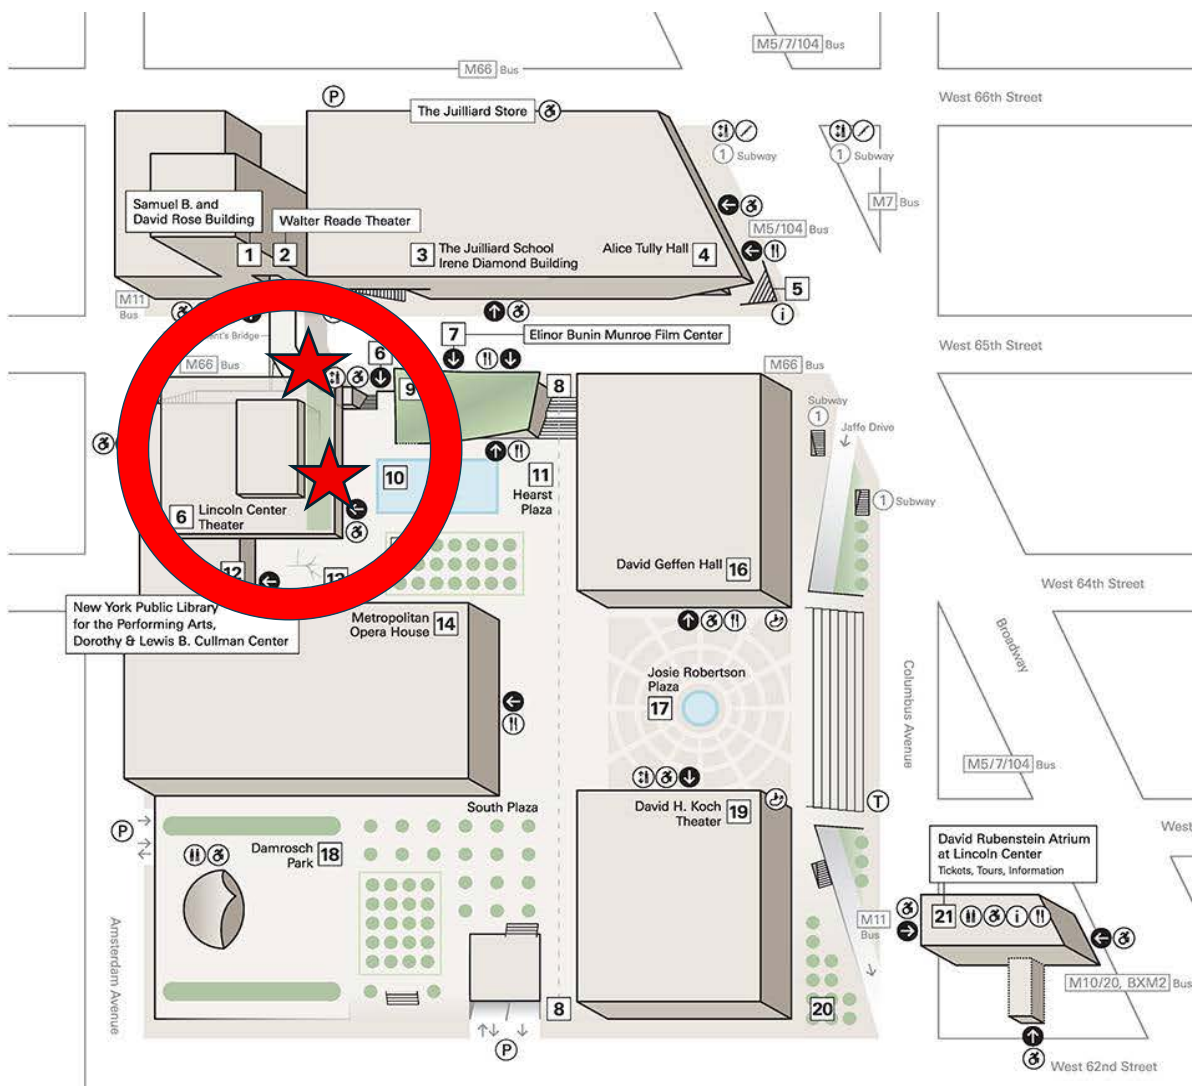 M5/7/104 Bus
M66 Bus
West 66th Street
P
The Juilliard Store
1 Subway
1 Subway
M7 Bus
Samuel B. and
David Rose Building
Walter Reade Theater
1
2
3
The Juilliard School
Irene Diamond Building
Alice Tully Hall
4
M5/104 Bus
5
i
M11
Bus
7
Elinor Bunin Munroe Film Center
West 65th Street
M66 Bus
6
9
8
M66 Bus
Subway
1
Jaffe Drive
10
11
Hearst
Plaza
1 Subway
6
Lincoln Center
Theater
David Geffen Hall
16
12
13
West 64th Street
New York Public Library
for the Performing Arts,
Dorothy & Lewis B. Cullman Center
Metropolitan
Opera House
14
Broadway
Columbus Avenue
Josie Robertson
Plaza
17
M5/7/104 Bus
South Plaza
David H. Koch
Theater
19
T
West
P
Damrosch
Park
18
David Rubenstein Atrium
at Lincoln Center
Tickets, Tours, Information
21
i
M11
Bus
Amsterdam Avenue
M10/20, BXM2 Bus
8
20
P
West 62nd Street